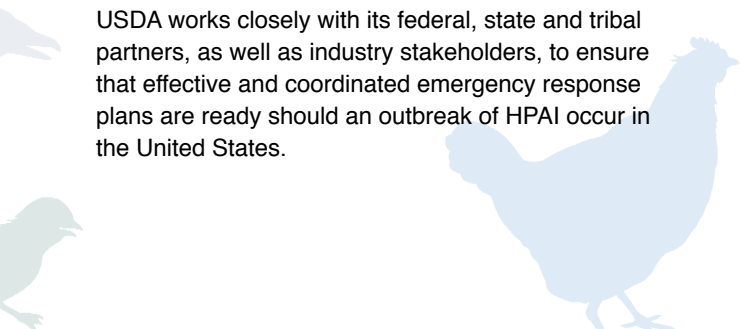 USDA works closely with its federal, state and tribal
partners, as well as industry stakeholders, to ensure
that effective and coordinated emergency response
plans are ready should an outbreak of HPAI occur in
the United States.